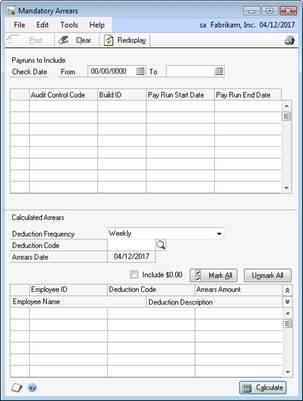 Mandatory Arrears
File Edit Tools Help sa Fabrikam, Inc. 04/12/2017
Post Clear Redisplay
Payruns to Include
Check Date From 00/00/0000 To
Audit Control Code Build ID Pay Run Start Date Pay Run End Date
Calculated Arrears
Deduction Frequency Weekly
Deduction Code
Arrears Date 04/12/2017
Include $0.00 Mark All Unmark All
Employee ID Deduction Code Arrears Amount
Employee Name Deduction Description
Calculate